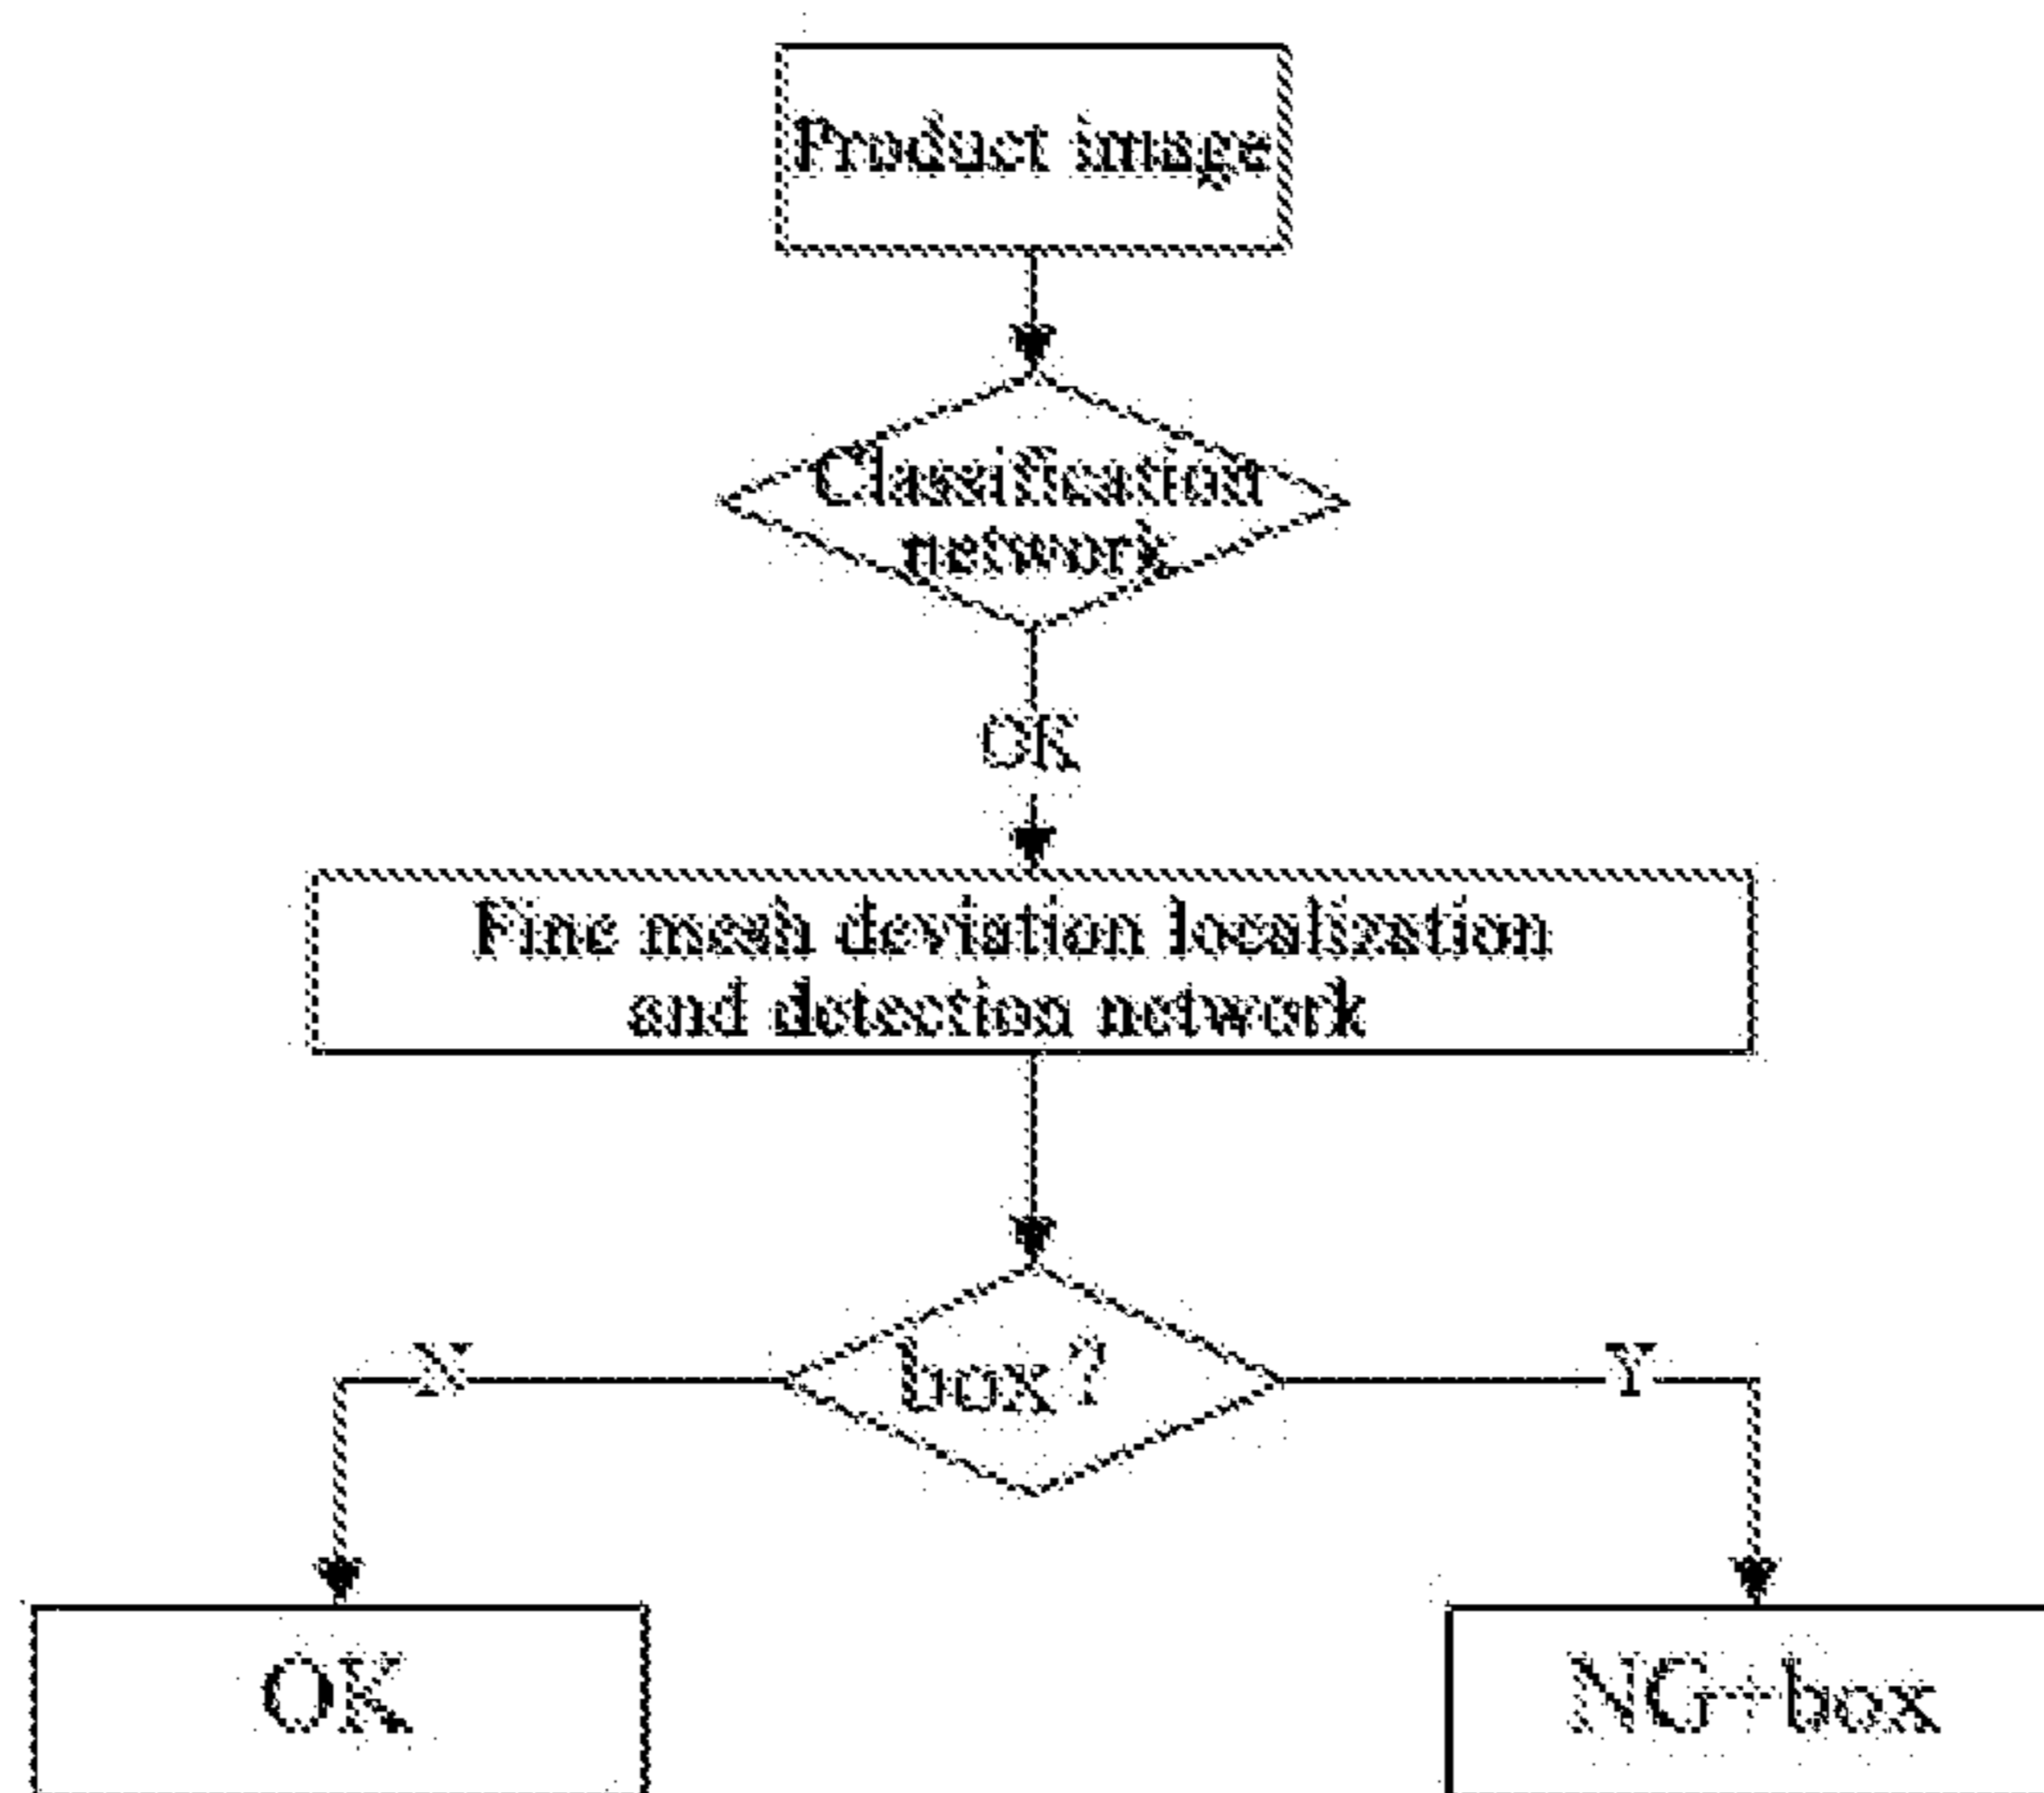 Product image
Classification
network
OK
Fine mesh deviation localization
and detection network
box?
N
Y
OK
NG+box